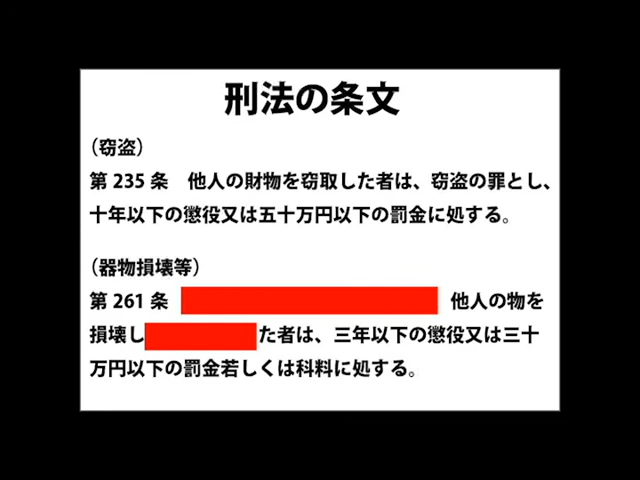 刑法の条文
（窃盗）
第 235 条　他人の財物を窃取した者は、窃盗の罪とし、
十年以下の懲役又は五十万円以下の罰金に処する。
（器物損壊等）
第 261 条　他人の物を
損壊し た者は、三年以下の懲役又は三十
万円以下の罰金若しくは科料に処する。